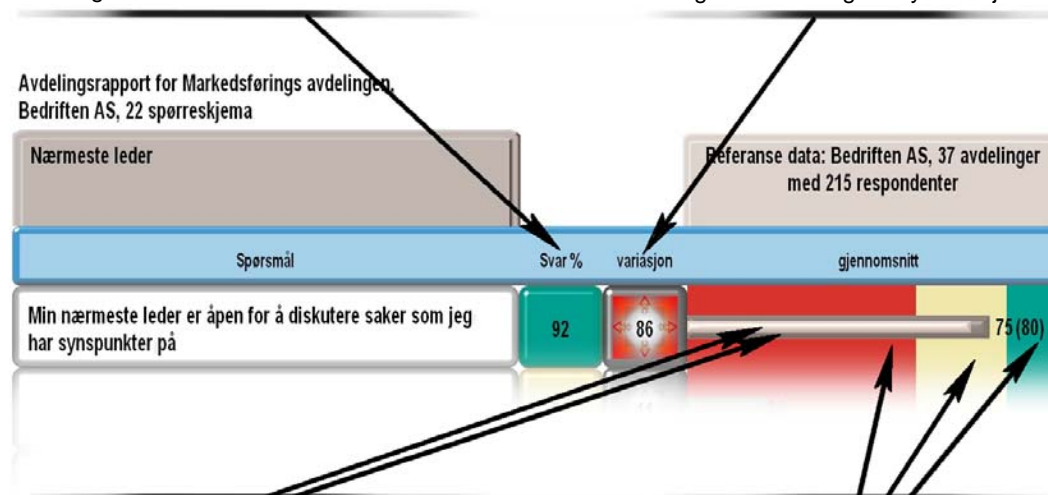 Avdelingsrapport for Markedsførings avdelingen,
Bedriften AS, 22 spørreskjema
Nærmeste leder
Referanse data: Bedriften AS, 37 avdelinger
med 215 respondenter
Spørsmål
Svar %
variasjon
gjennomsnitt
Min nærmeste leder er åpen for å diskutere saker som jeg
har synspunkter på
92
86
75 (80)